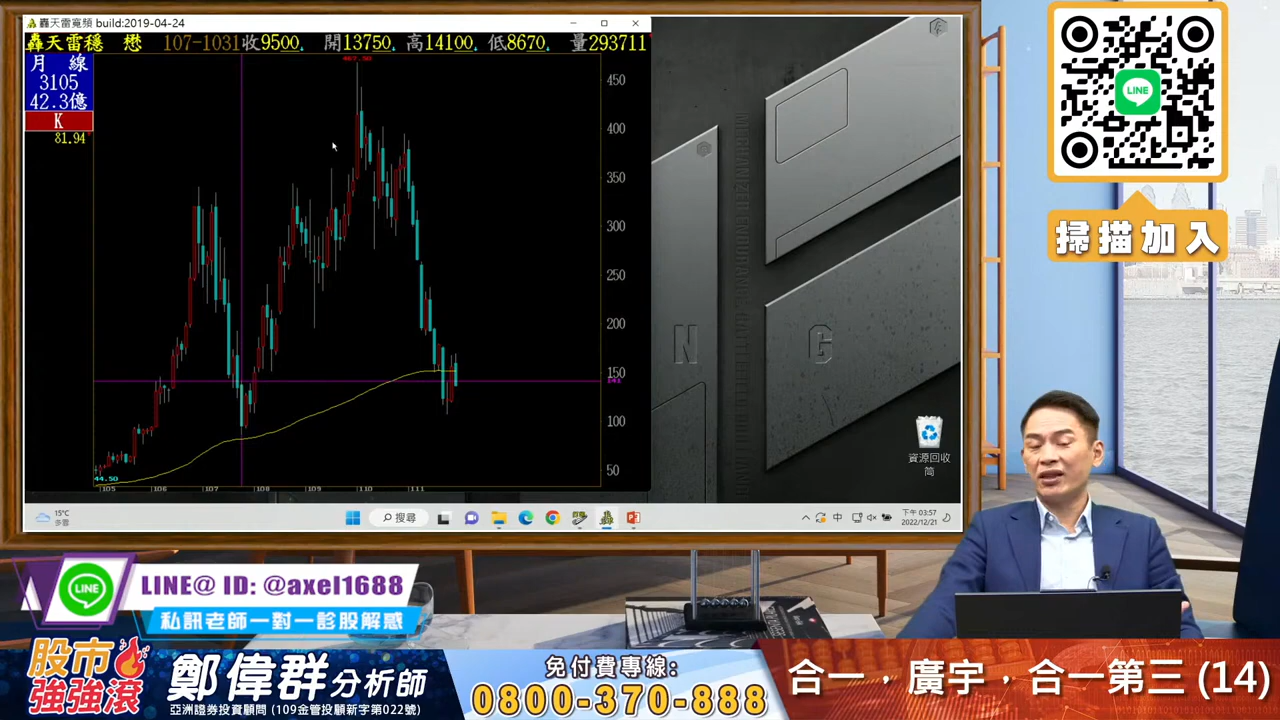 轟天雷寬頻 build:2019-04-24
轟天雷穩 懋 107-1031收9500. 開13750. 高14100. 低8670. 量293711
月 線
3105
42.3億
K
81.94
467.50
450
400
350
300
250
200
150
141
100
50
44.50
105 106 107 108 109 110 111
N G
資源回收
筒
15°C
多雲
搜尋
中
下午 03:57
2022/12/21
LINE
掃描加入
LINE
LINE@ ID: @axel1688
私訊老師一對一診股解惑
股市
強強滾
鄭偉群分析師
亞洲證券投資顧問 (109金管投顧新字第022號)
免付費專線:
0800-370-888
合一，廣宇，合一第三 (14)